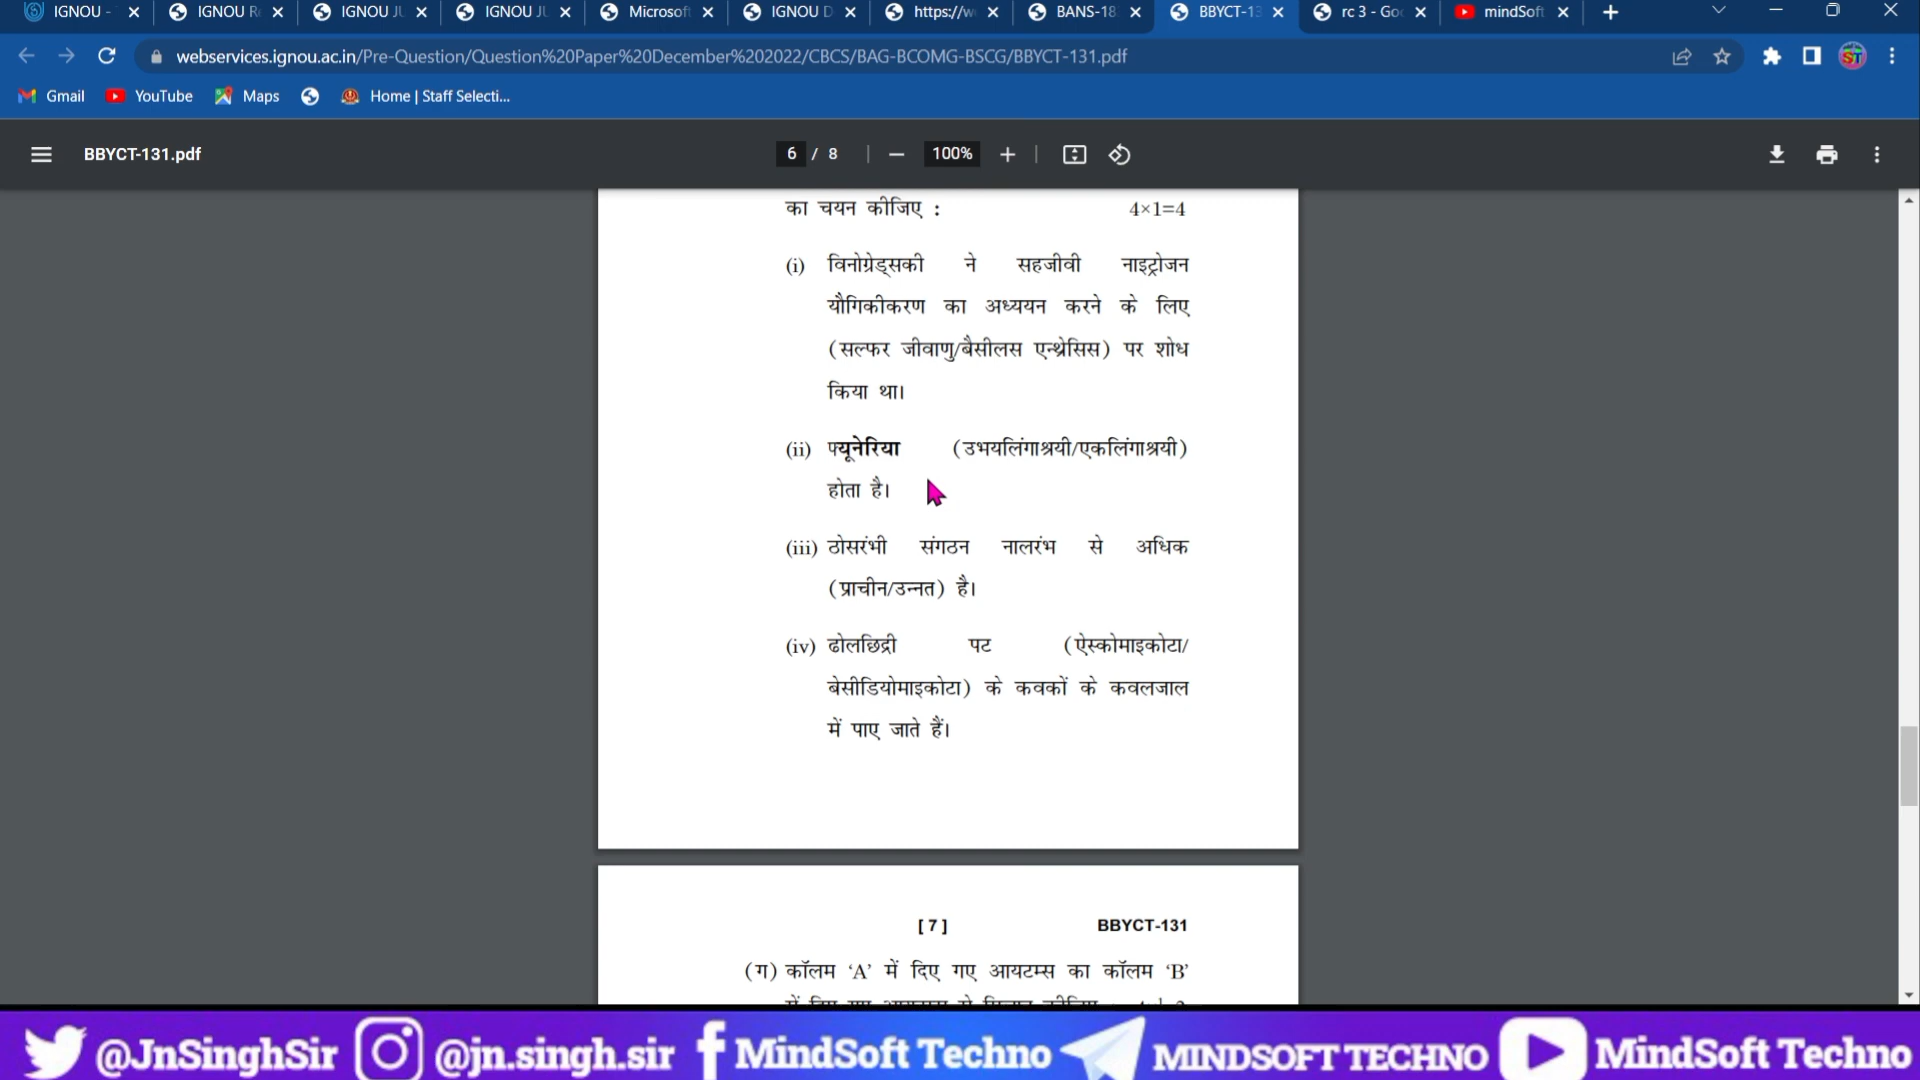 IGNOU - IGNOU R IGNOU JU IGNOU JU Microsoft IGNOU D https://w BANS-18 BBYCT-13 rc 3 - Goo mindSoft
webservices.ignou.ac.in/Pre-Question/Question%20Paper%20December%202022/CBCS/BAG-BCOMG-BSCG/BBYCT-131.pdf
Gmail YouTube Maps Home | Staff Selecti...
BBYCT-131.pdf 6 / 8 100%
का चयन कीजिए : 4×1=4
(i) विनोग्रेड्सकी ने सहजीवी नाइट्रोजन
यौगिकीकरण का अध्ययन करने के लिए
(सल्फर जीवाणु/बैसीलस एन्थ्रेसिस) पर शोध
किया था।
(ii) फ्यूनेरिया (उभयलिंगाश्रयी/एकलिंगाश्रयी)
होता है।
(iii) ठोसरंभी संगठन नालरंभ से अधिक
(प्राचीन/उन्नत) है।
(iv) ढोलछिद्री पट (ऐस्कोमाइकोटा/
बेसीडियोमाइकोटा) के कवकों के कवलजाल
में पाए जाते हैं।
[ 7 ] BBYCT-131
(ग) कॉलम ‘A’ में दिए गए आयटम्स का कॉलम ‘B’
@JnSinghSir @jn.singh.sir MindSoft Techno MINDSOFT TECHNO MindSoft Techno